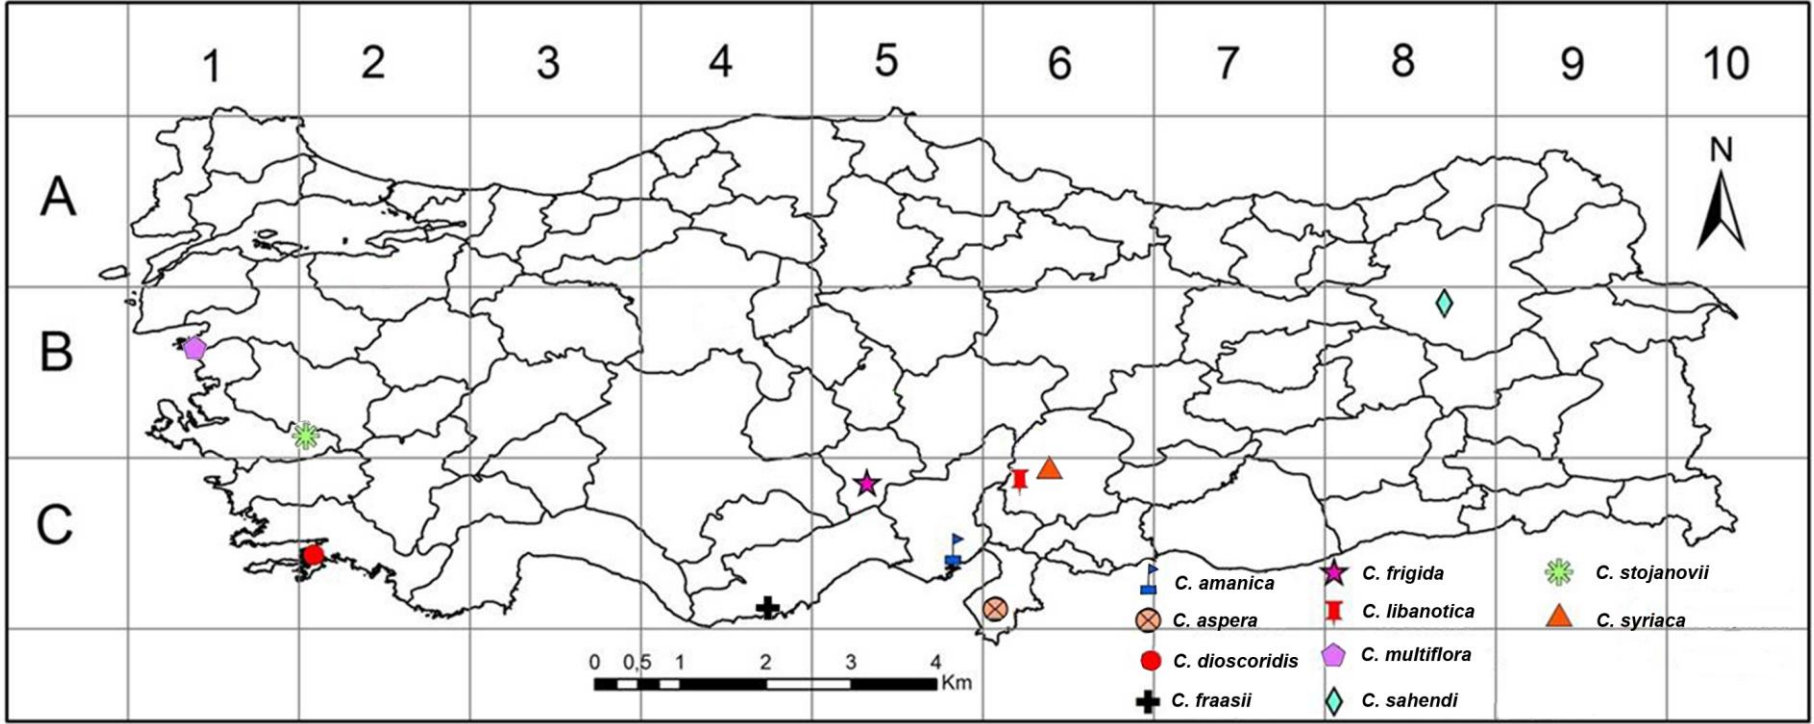 1 2 3 4 5 6 7 8 9 10
N
A
B
C
C. amanica
C. aspera
C. dioscoridis
C. fraasii
C. frigida
C. libanotica
C. multiflora
C. sahendi
C. stojanovii
C. syriaca
0 0,5 1 2 3 4
Km